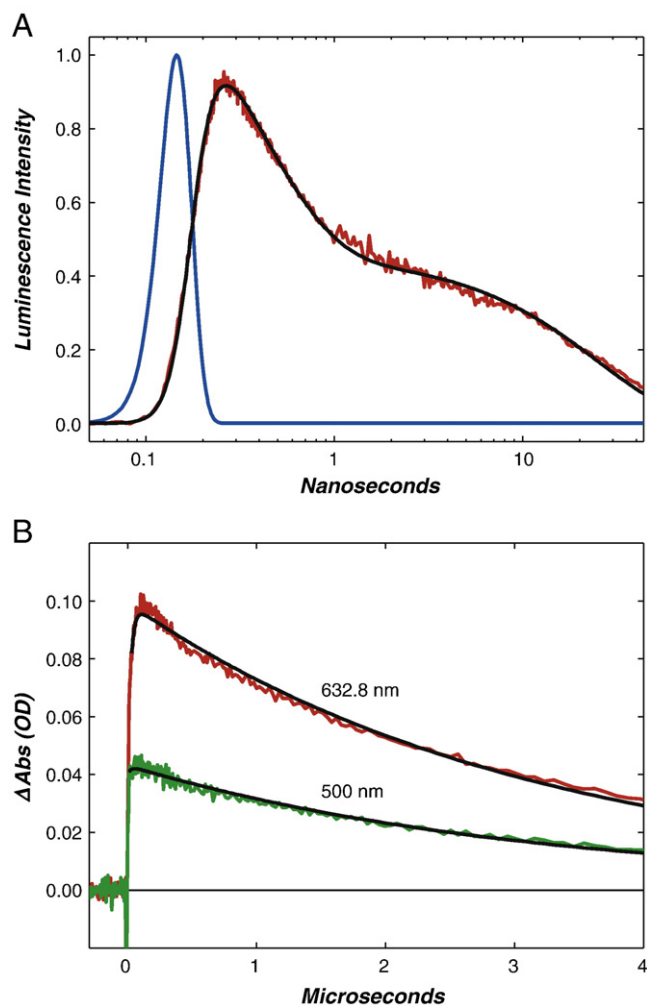 A
1.0
0.8
0.6
0.4
0.2
0.0
Luminescence Intensity
0.1 1 10
Nanoseconds
B
0.10
0.08
0.06
0.04
0.02
0.00
Δ Abs (OD)
632.8 nm
500 nm
0 1 2 3 4
Microseconds